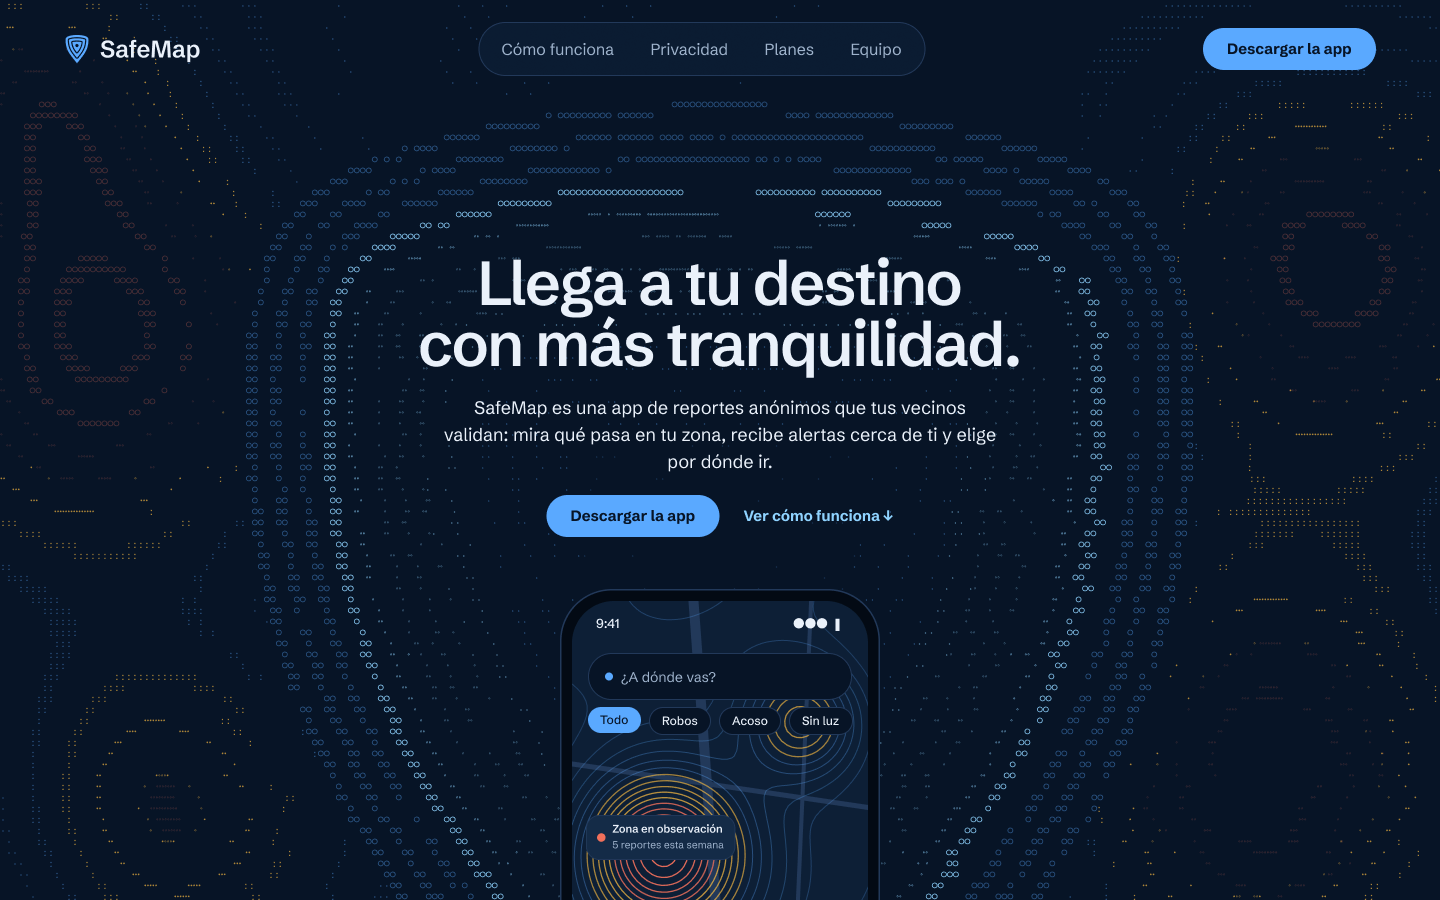 SafeMap
Cómo funciona
Privacidad
Planes
Equipo
Descargar la app
Llega a tu destino
con más tranquilidad.
SafeMap es una app de reportes anónimos que tus vecinos
validan: mira qué pasa en tu zona, recibe alertas cerca de ti y elige
por dónde ir.
Descargar la app
Ver cómo funciona ↓
9:41
¿A dónde vas?
Todo
Robos
Acoso
Sin luz
Zona en observación
5 reportes esta semana